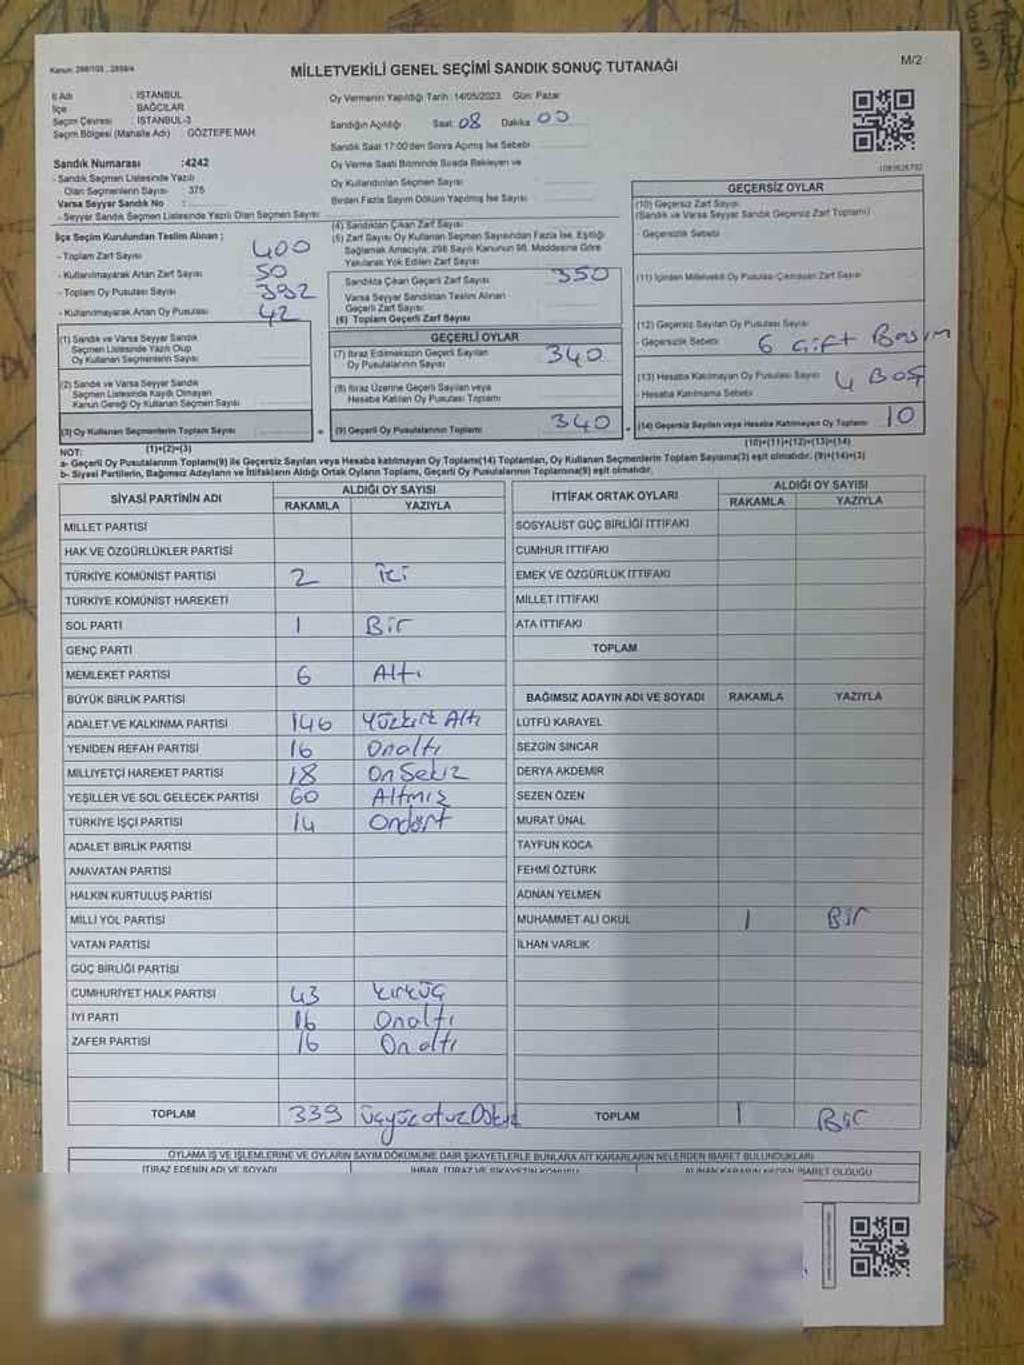 Kanun: 298/105 , 2839/4
MİLLETVEKİLİ GENEL SEÇİMİ SANDIK SONUÇ TUTANAĞI
M/2
İl Adı : İSTANBUL
İlçe : BAĞCILAR
Seçim Çevresi : İSTANBUL-3
Seçim Bölgesi (Mahalle Adı) : GÖZTEPE MAH
Sandık Numarası :4242
- Sandık Seçmen Listesinde Yazılı
Olan Seçmenlerin Sayısı : 375
Varsa Seyyar Sandık No :
- Seyyar Sandık Seçmen Listesinde Yazılı Olan Seçmen Sayısı:
Oy Vermenin Yapıldığı Tarih :14/05/2023 Gün: Pazar
Sandığın Açıldığı Saat: 08 Dakika 00
Sandık Saat 17:00'den Sonra Açımış İse Sebebi
Oy Verme Saati Bitiminde Sırada Bekleyen ve
Oy Kullandırılan Seçmen Sayısı
Birden Fazla Sayım Döküm Yapılmış İse Sayısı
İlçe Seçim Kurulundan Teslim Alınan :
- Toplam Zarf Sayısı 400
- Kullanılmayarak Artan Zarf Sayısı 50
- Toplam Oy Pusulası Sayısı 392
- Kullanılmayarak Artan Oy Pusulası 42
(1) Sandık ve Varsa Seyyar Sandık
Seçmen Listesinde Yazılı Olup
Oy Kullanan Seçmenlerin Sayısı
(2) Sandık ve Varsa Seyyar Sandık
Seçmen Listesinde Kaydı Olmayan
Kanun Gereği Oy Kullanan Seçmen Sayısı
(3) Oy Kullanan Seçmenlerin Toplam Sayısı
(1)+(2)=(3)
(4) Sandıktan Çıkan Zarf Sayısı
(5) Zarf Sayısı Oy Kullanan Seçmen Sayısından Fazla İse, Eşitliği
Sağlamak Amacıyla, 298 Sayılı Kanunun 98. Maddesine Göre
Yakılarak Yok Edilen Zarf Sayısı
Sandıkta Çıkan Geçerli Zarf Sayısı 350
Varsa Seyyar Sandıktan Teslim Alınan
Geçerli Zarf Sayısı
(6) Toplam Geçerli Zarf Sayısı
GEÇERLİ OYLAR
(7) İtiraz Edilmeksizin Geçerli Sayılan
Oy Pusulalarının Sayısı 340
(8) İtiraz Üzerine Geçerli Sayılan veya
Hesaba Katılan Oy Pusulası Toplamı
(9) Geçerli Oy Pusulalarının Toplamı 340
1083626792
GEÇERSİZ OYLAR
(10) Geçersiz Zarf Sayısı
(Sandık ve Varsa Seyyar Sandık Geçersiz Zarf Toplamı)
- Geçersizlik Sebebi
(11) İçinden Milletvekili Oy Pusulası Çıkmayan Zarf Sayısı
(12) Geçersiz Sayılan Oy Pusulası Sayısı
- Geçersizlik Sebebi 6 Çift Basım
(13) Hesaba Katılmayan Oy Pusulası Sayısı 4 Boş
- Hesaba Katılmama Sebebi
(14) Geçersiz Sayılan veya Hesaba Katılmayan Oy Toplamı 10
(10)+(11)+(12)+(13)=(14)
NOT:
a- Geçerli Oy Pusulalarının Toplamı(9) ile Geçersiz Sayılan veya Hesaba katılmayan Oy Toplamı(14) Toplamları, Oy Kullanan Seçmenlerin Toplam Sayısına(3) eşit olmalıdır. (9)+(14)=(3)
b- Siyasi Partilerin, Bağımsız Adayların ve İttifakların Aldığı Ortak Oyların Toplamı, Geçerli Oy Pusulalarının Toplamına(9) eşit olmalıdır.
SİYASİ PARTİNİN ADI ALDIĞI OY SAYISI
RAKAMLA YAZIYLA
MİLLET PARTİSİ
HAK VE ÖZGÜRLÜKLER PARTİSİ
TÜRKİYE KOMÜNİST PARTİSİ 2 iki
TÜRKİYE KOMÜNİST HAREKETİ
SOL PARTİ 1 Bir
GENÇ PARTİ
MEMLEKET PARTİSİ 6 Altı
BÜYÜK BİRLİK PARTİSİ
ADALET VE KALKINMA PARTİSİ 146 Yüzkırk Altı
YENİDEN REFAH PARTİSİ 16 Onaltı
MİLLİYETÇİ HAREKET PARTİSİ 18 On Sekiz
YEŞİLLER VE SOL GELECEK PARTİSİ 60 Altmış
TÜRKİYE İŞÇİ PARTİSİ 14 Ondört
ADALET BİRLİK PARTİSİ
ANAVATAN PARTİSİ
HALKIN KURTULUŞ PARTİSİ
MİLLİ YOL PARTİSİ
VATAN PARTİSİ
GÜÇ BİRLİĞİ PARTİSİ
CUMHURİYET HALK PARTİSİ 43 Kırküç
İYİ PARTİ 16 Onaltı
ZAFER PARTİSİ 16 On altı
TOPLAM 339 üçyüzotuzDokuz
İTTİFAK ORTAK OYLARI ALDIĞI OY SAYISI
RAKAMLA YAZIYLA
SOSYALİST GÜÇ BİRLİĞİ İTTİFAKI
CUMHUR İTTİFAKI
EMEK VE ÖZGÜRLÜK İTTİFAKI
MİLLET İTTİFAKI
ATA İTTİFAKI
TOPLAM
BAĞIMSIZ ADAYIN ADI VE SOYADI RAKAMLA YAZIYLA
LÜTFÜ KARAYEL
SEZGİN SİNCAR
DERYA AKDEMİR
SEZEN ÖZEN
MURAT ÜNAL
TAYFUN KOCA
FEHMİ ÖZTÜRK
ADNAN YELMEN
MUHAMMET ALİ OKUL 1 Bir
İLHAN VARLIK
TOPLAM 1 Bir
OYLAMA İŞ VE İŞLEMLERİNE VE OYLARIN SAYIM DÖKÜMÜNE DAİR ŞİKAYETLERLE BUNLARA AİT KARARLARIN NELERDEN İBARET BULUNDUKLARI
İTİRAZ EDENİN ADI VE SOYADI İHBAR, İTİRAZ VE ŞİKAYETİN KONUSU ALINAN KARARIN NEDEN İBARET OLDUĞU